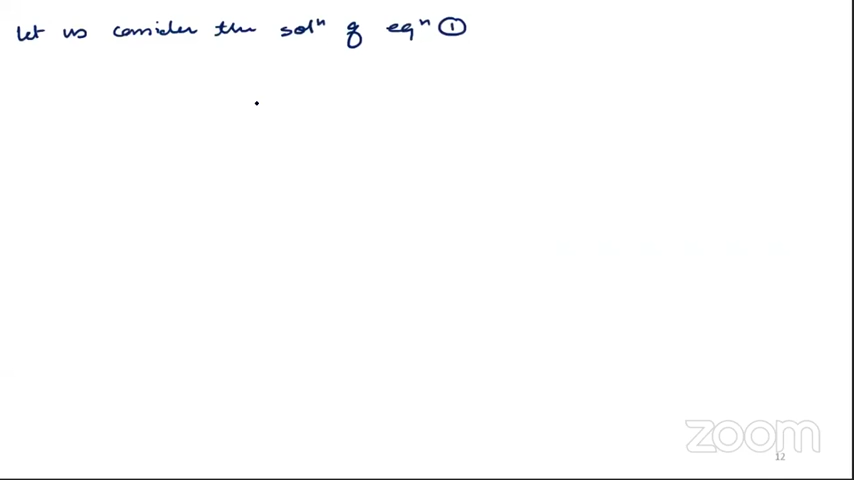 let us consider the solⁿ of eqⁿ ①
zoom
12